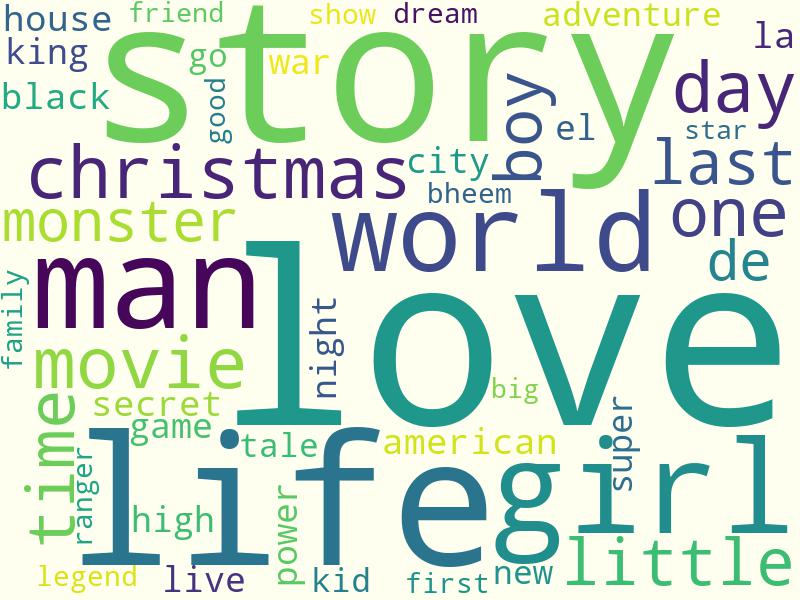 house
friend
show
dream
adventure
story
king
go
war
la
black
good
boy
day
el
star
christmas
city
last
bheem
monster
world
one
man
love
de
family
night
movie
big
time
secret
game
tale
american
super
life
girl
ranger
high
power
little
legend
live
kid
first
new